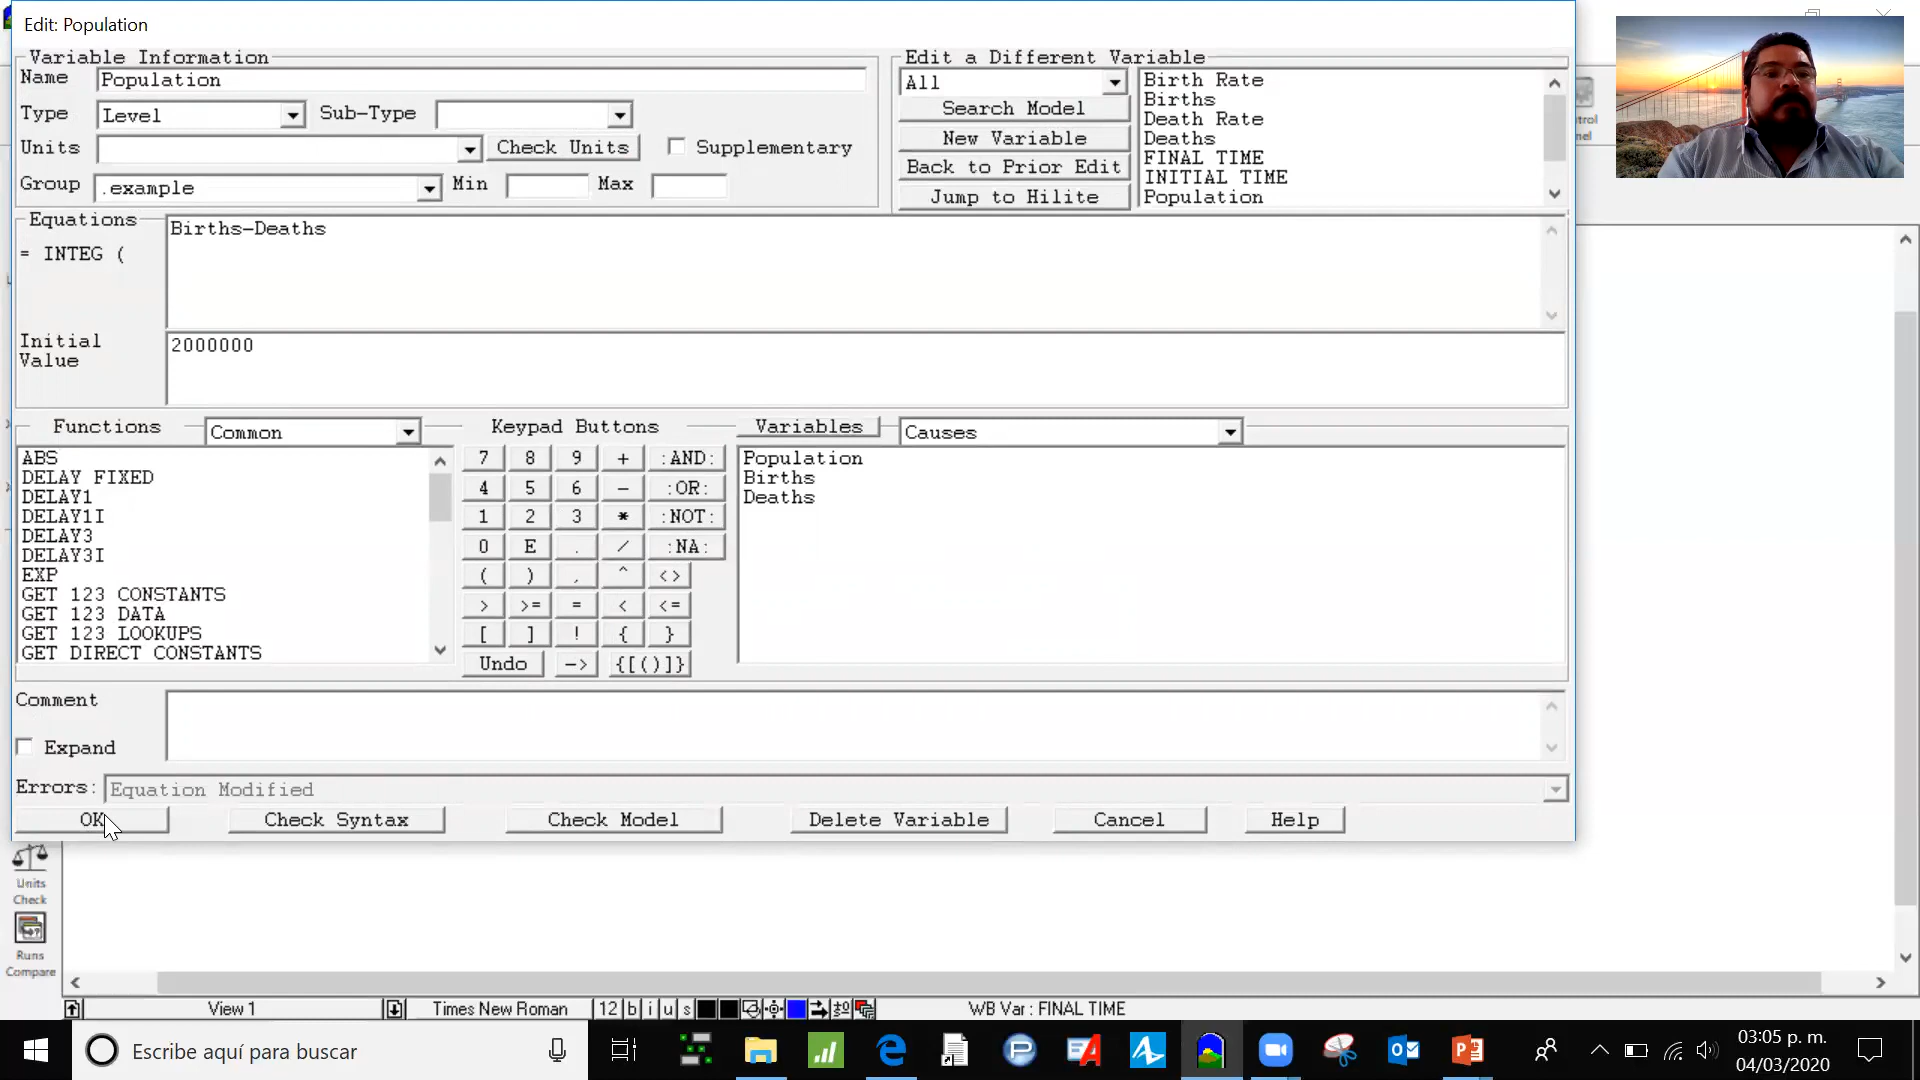 Edit: Population
Variable Information
Name Population
Type Level Sub-Type
Units Check Units Supplementary
Group .example Min Max
Edit a Different Variable
All
Search Model
New Variable
Back to Prior Edit
Jump to Hilite
Birth Rate
Births
Death Rate
Deaths
FINAL TIME
INITIAL TIME
Population
Equations
= INTEG (
Births-Deaths
Initial
Value
2000000
Functions Common
ABS
DELAY FIXED
DELAY1
DELAY1I
DELAY3
DELAY3I
EXP
GET 123 CONSTANTS
GET 123 DATA
GET 123 LOOKUPS
GET DIRECT CONSTANTS
Keypad Buttons
7 8 9 + :AND:
4 5 6 - :OR:
1 2 3 * :NOT:
0 E . / :NA:
( ) , ^ <>
> >= = < <=
[ ] ! { }
Undo -> {[()]}
Variables Causes
Population
Births
Deaths
Comment
Expand
Errors: Equation Modified
OK Check Syntax Check Model Delete Variable Cancel Help
Units
Check
Runs
Compare
View 1 Times New Roman 12 b i u s WB Var : FINAL TIME
Escribe aquí para buscar
03:05 p. m.
04/03/2020